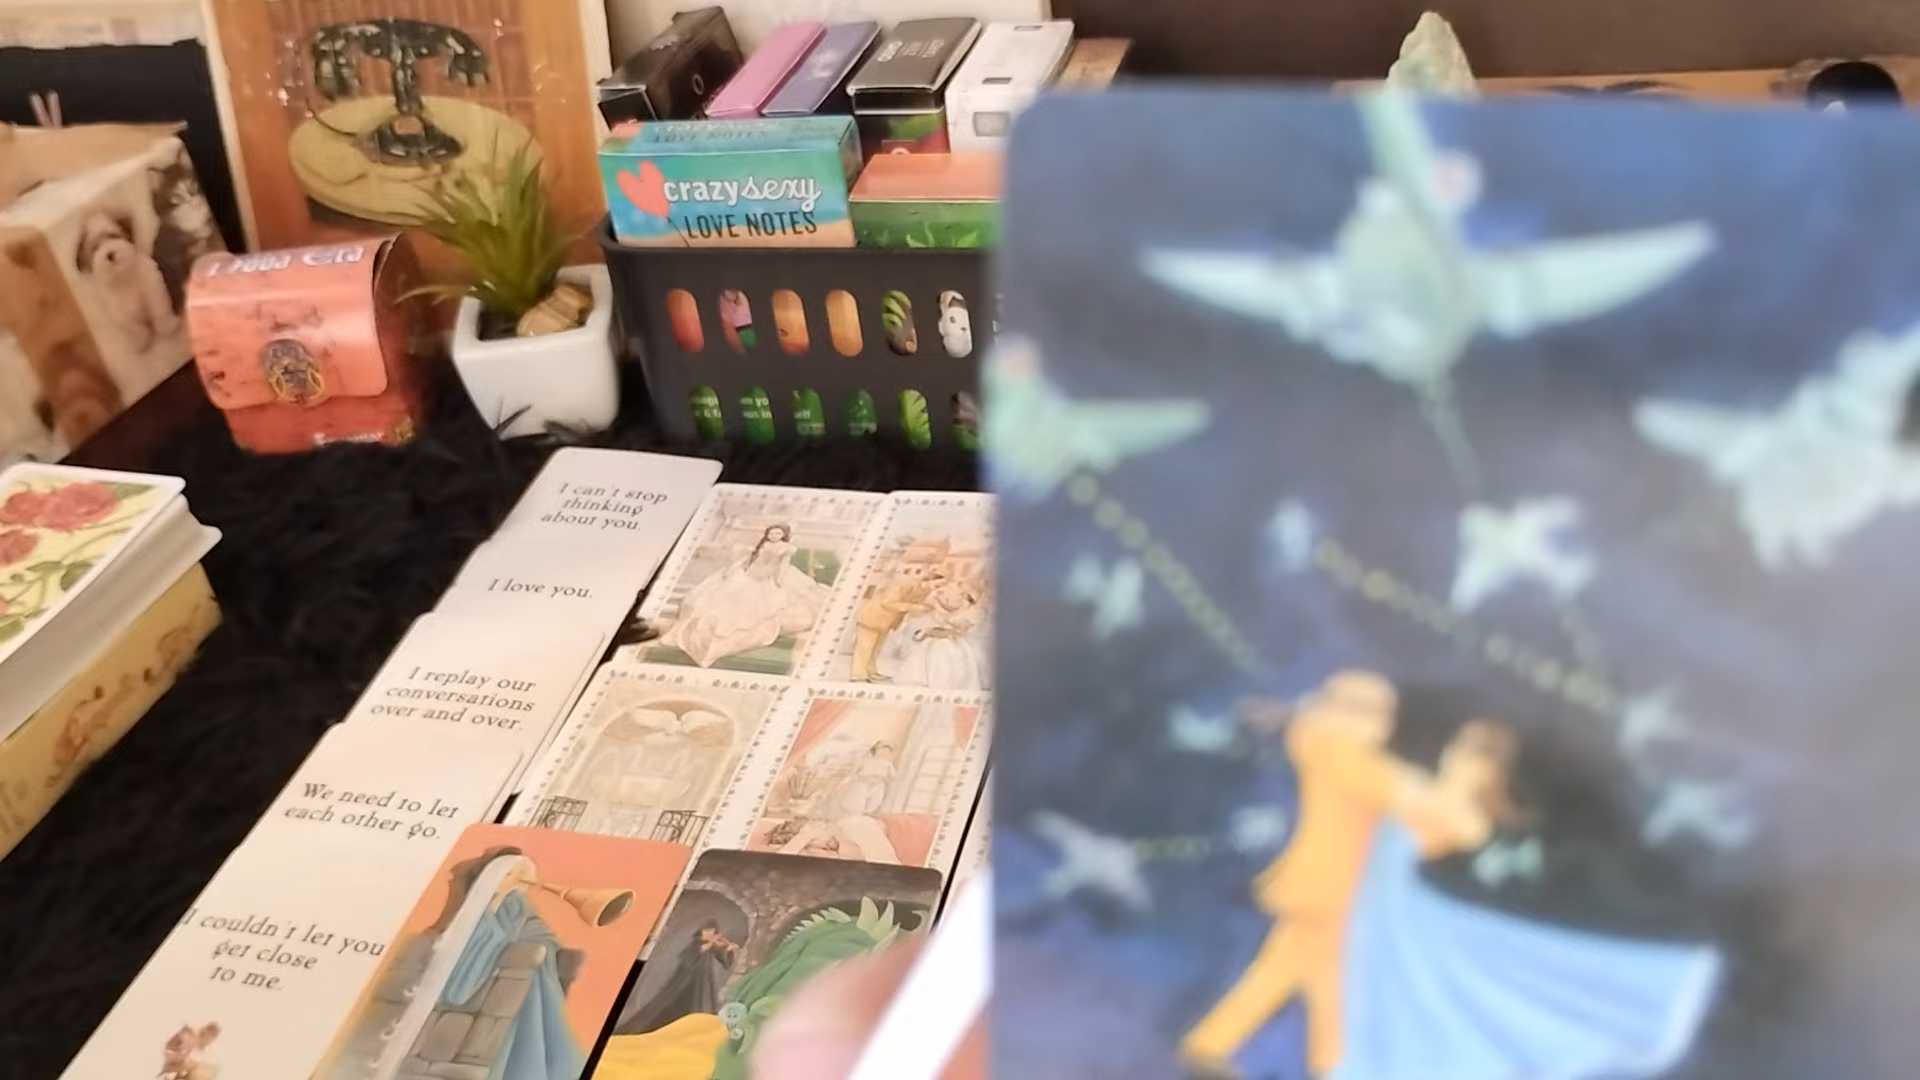 crazy sexy
LOVE NOTES
I can't stop
thinking
about you.
I love you.
I replay our
conversations
over and over.
We need to let
each other go.
I couldn't let you
get close
to me.